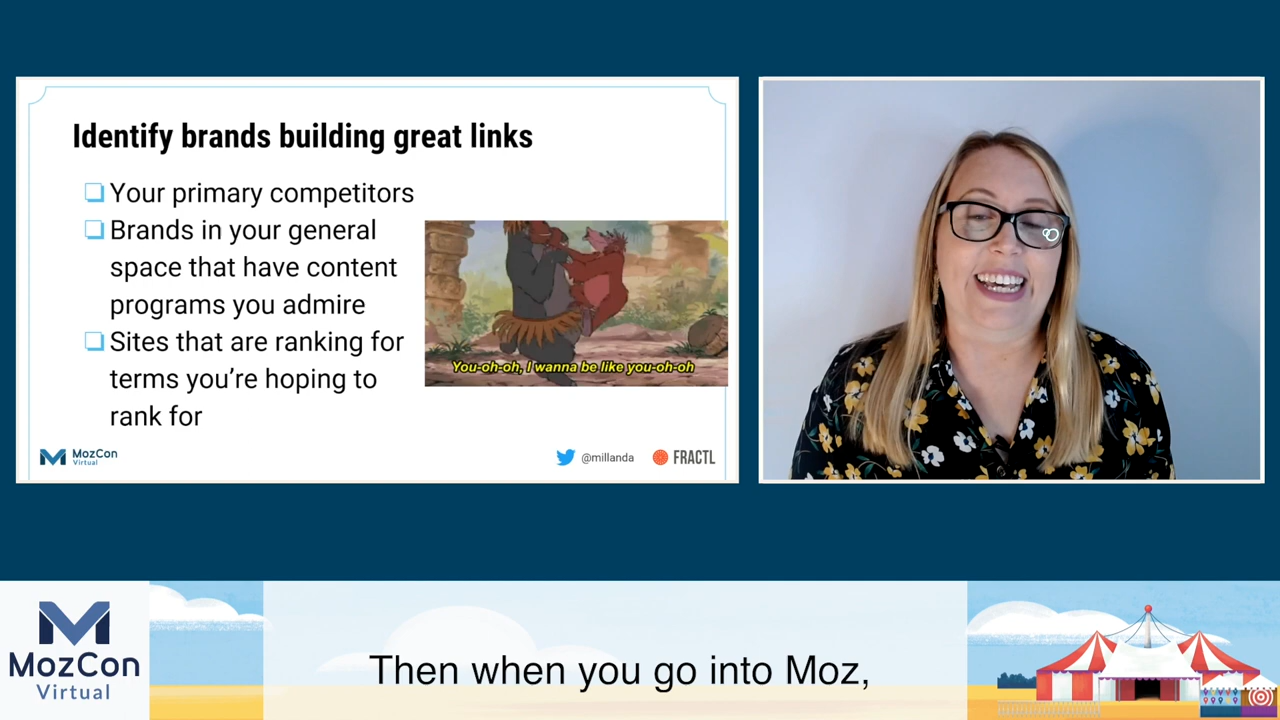 Identify brands building great links
Your primary competitors
Brands in your general
space that have content
programs you admire
Sites that are ranking for
terms you're hoping to
rank for
You-oh-oh, I wanna be like you-oh-oh
MozCon
Virtual
@millanda
FRACTL
MozCon
Virtual
Then when you go into Moz,